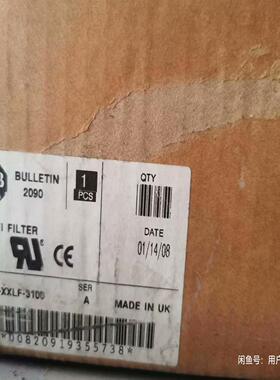 BULLETIN
2090
1
PCS
QTY
I FILTER
DATE
01/14/08
-XXLF-3100
SER
A
MADE IN UK
*00820919355738*
闲鱼号:用户